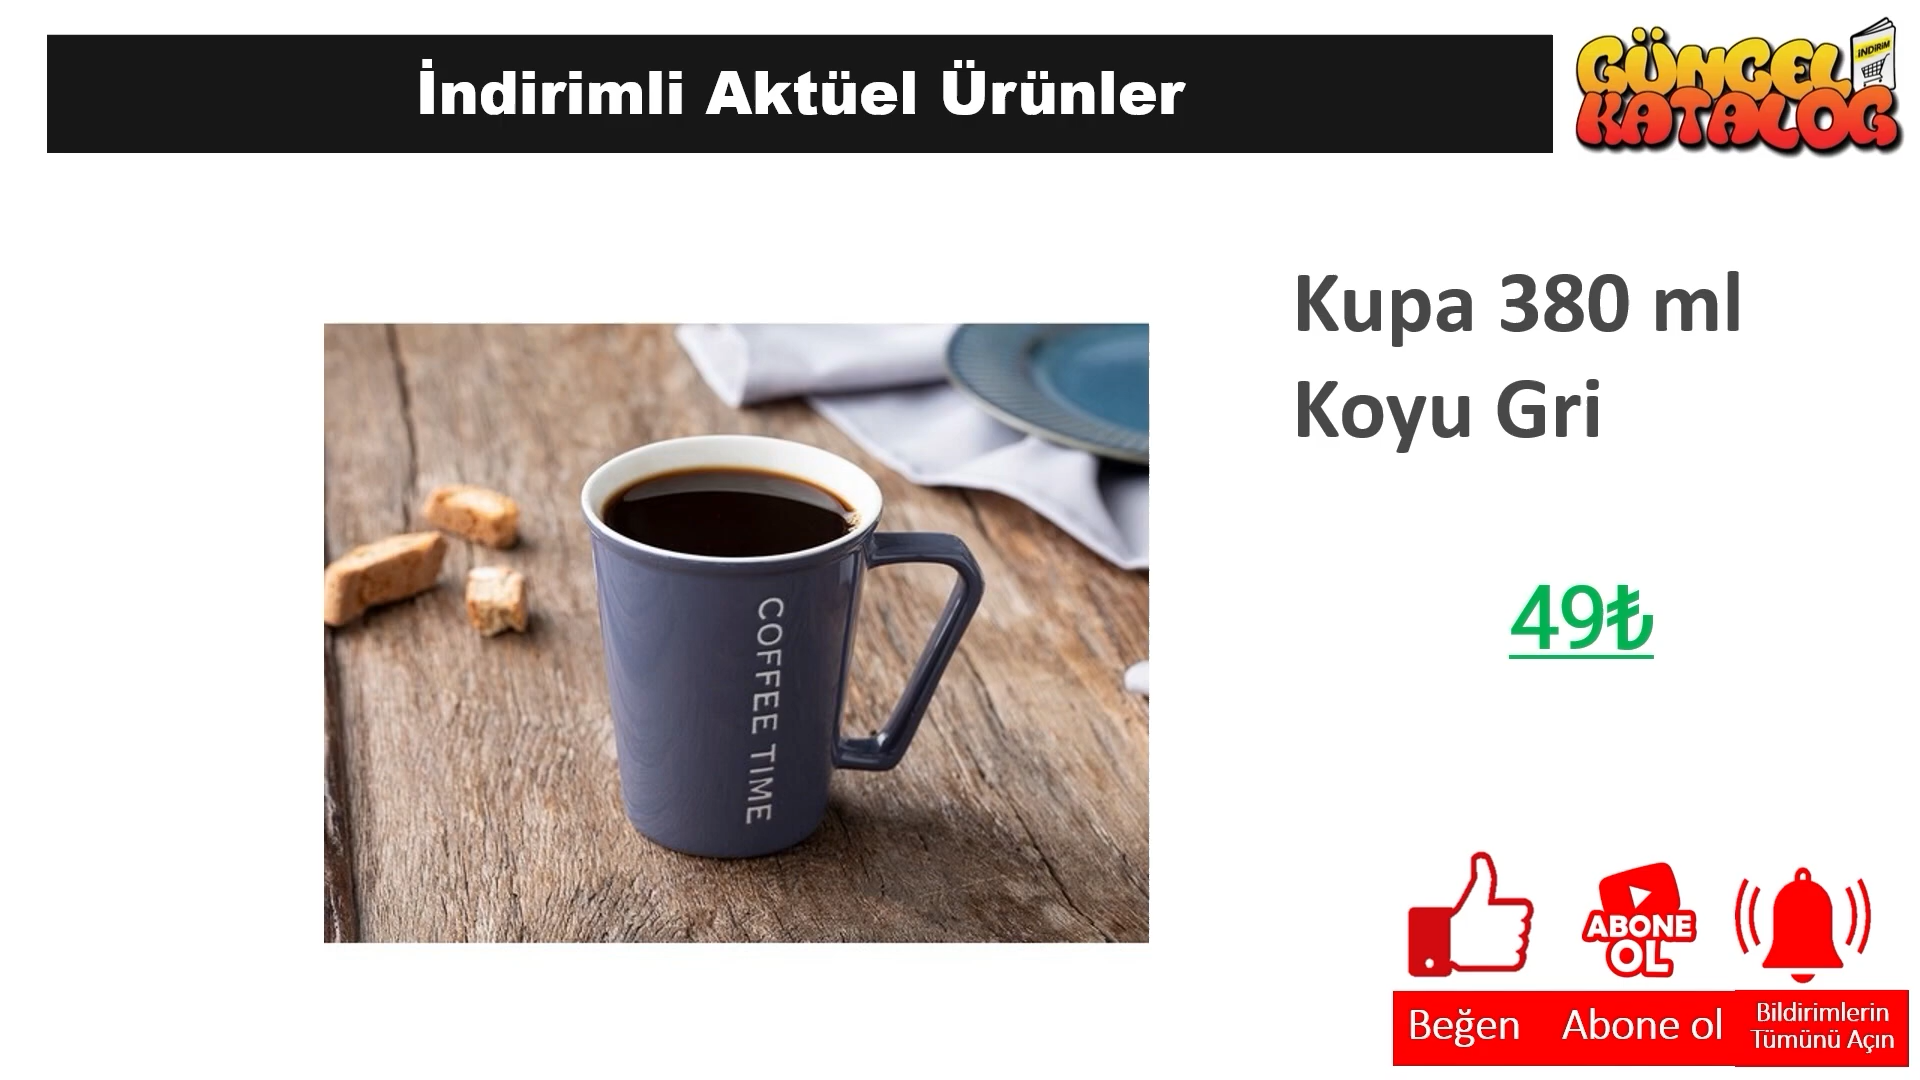 İndirimli Aktüel Ürünler
GÜNCEL
KATALOG
İNDİRİM
Kupa 380 ml
Koyu Gri
COFFEE TIME
49₺
ABONE
OL
Beğen
Abone ol
Bildirimlerin
Tümünü Açın